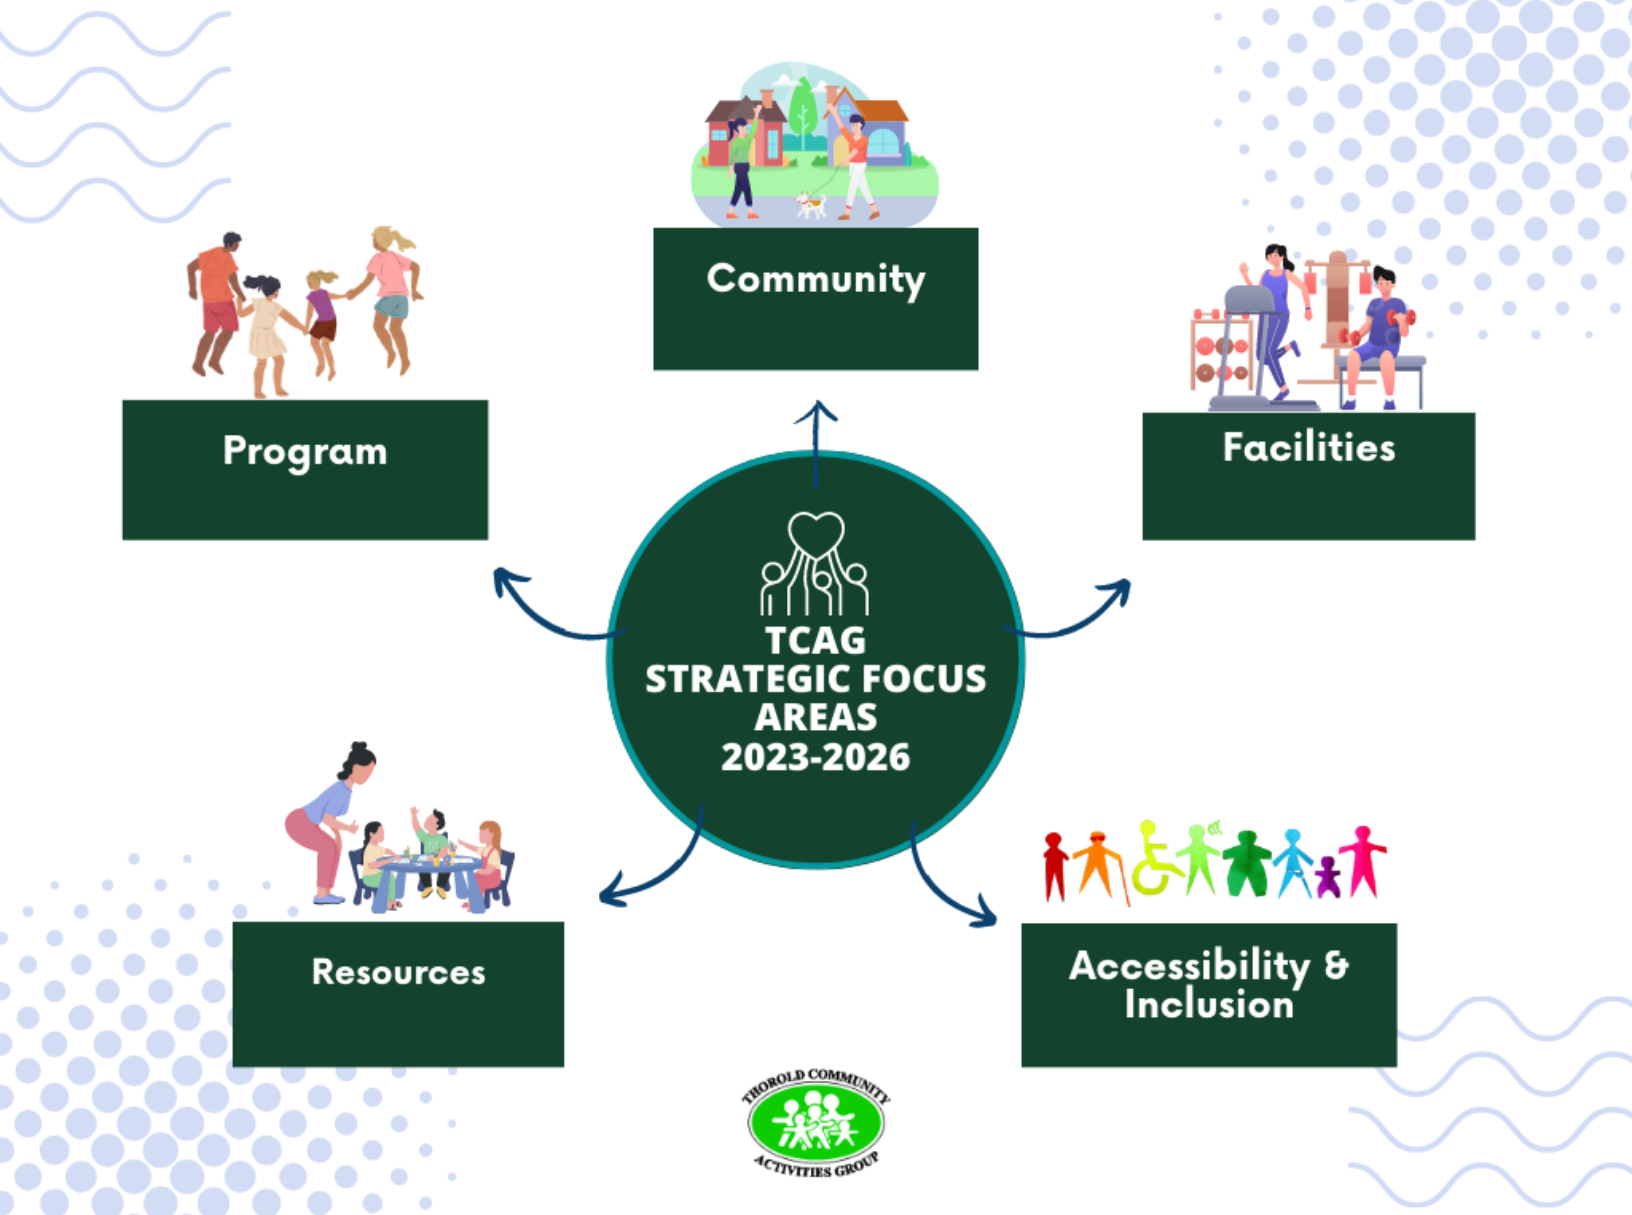 Community
Program
Facilities
TCAG
STRATEGIC FOCUS
AREAS
2023-2026
Resources
Accessibility &
Inclusion
THOROLD COMMUNITY
ACTIVITIES GROUP